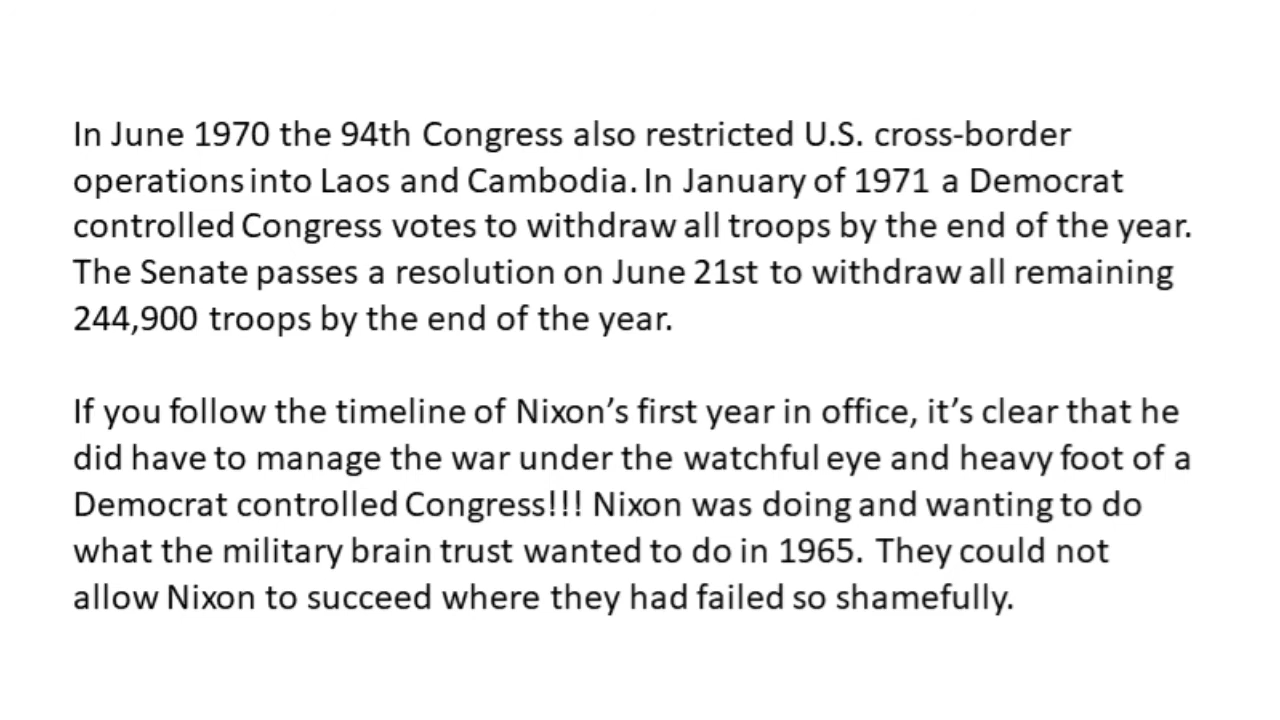 In June 1970 the 94th Congress also restricted U.S. cross-border
operations into Laos and Cambodia. In January of 1971 a Democrat
controlled Congress votes to withdraw all troops by the end of the year.
The Senate passes a resolution on June 21st to withdraw all remaining
244,900 troops by the end of the year.
If you follow the timeline of Nixon’s first year in office, it’s clear that he
did have to manage the war under the watchful eye and heavy foot of a
Democrat controlled Congress!!! Nixon was doing and wanting to do
what the military brain trust wanted to do in 1965. They could not
allow Nixon to succeed where they had failed so shamefully.